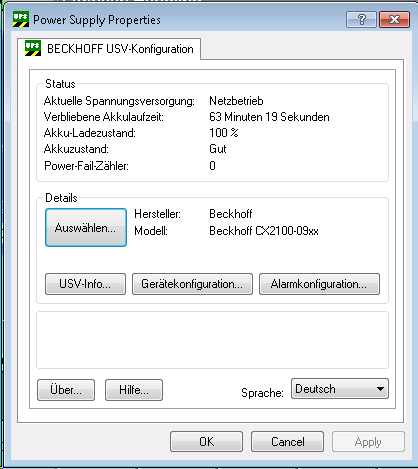 Power Supply Properties
BECKHOFF USV-Konfiguration
Status
Aktuelle Spannungsversorgung: Netzbetrieb
Verbliebene Akkulaufzeit: 63 Minuten 19 Sekunden
Akku-Ladezustand: 100 %
Akkuzustand: Gut
Power-Fail-Zähler: 0
Details
Auswählen...
Hersteller: Beckhoff
Modell: Beckhoff CX2100-09xx
USV-Info... Gerätekonfiguration... Alarmkonfiguration...
Über... Hilfe... Sprache: Deutsch
OK Cancel Apply